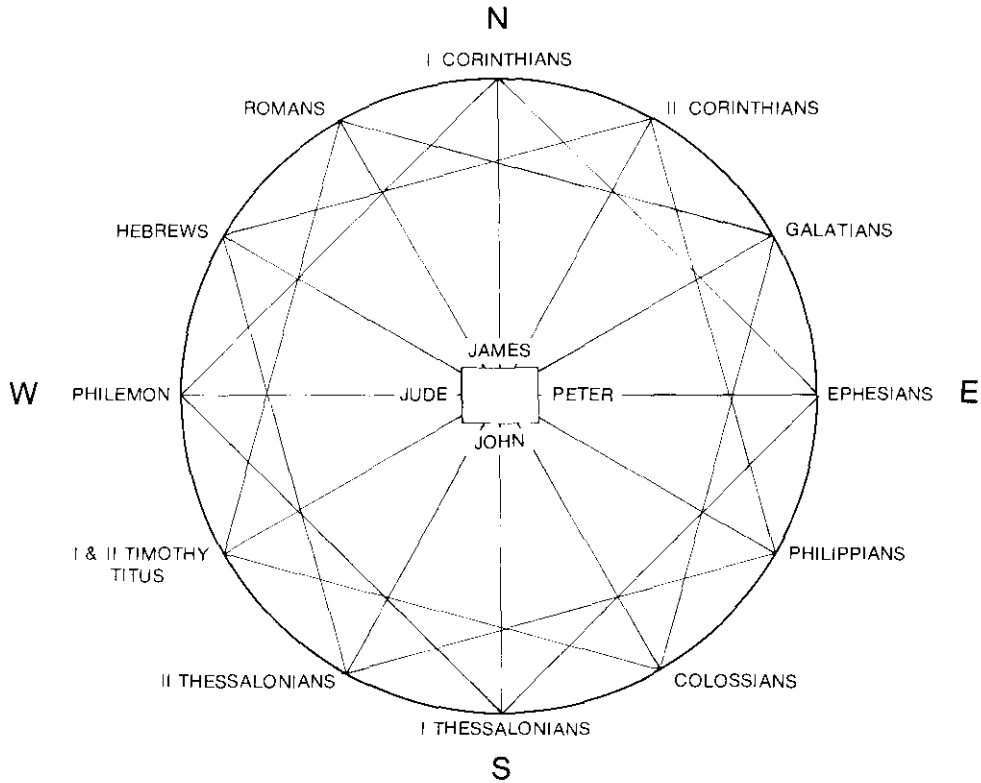 N
I CORINTHIANS
ROMANS
II CORINTHIANS
HEBREWS
GALATIANS
JAMES
W
PHILEMON
JUDE
PETER
EPHESIANS
E
JOHN
I & II TIMOTHY
TITUS
PHILIPPIANS
II THESSALONIANS
COLOSSIANS
I THESSALONIANS
S